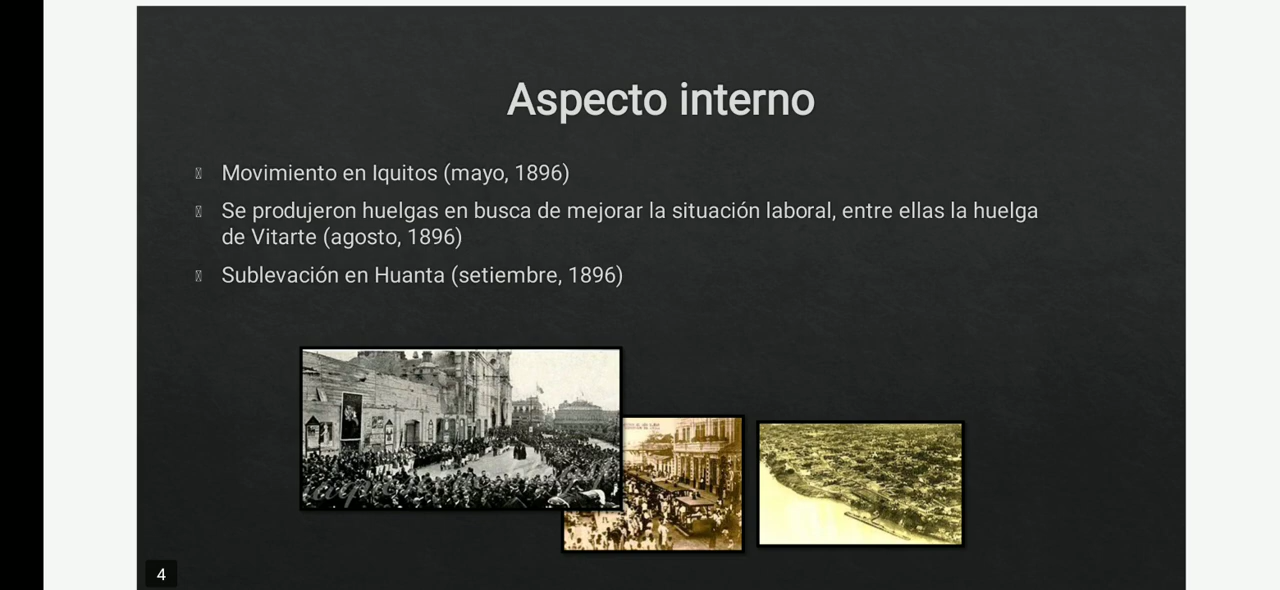 Aspecto interno
Movimiento en Iquitos (mayo, 1896)
Se produjeron huelgas en busca de mejorar la situación laboral, entre ellas la huelga
de Vitarte (agosto, 1896)
Sublevación en Huanta (setiembre, 1896)
4